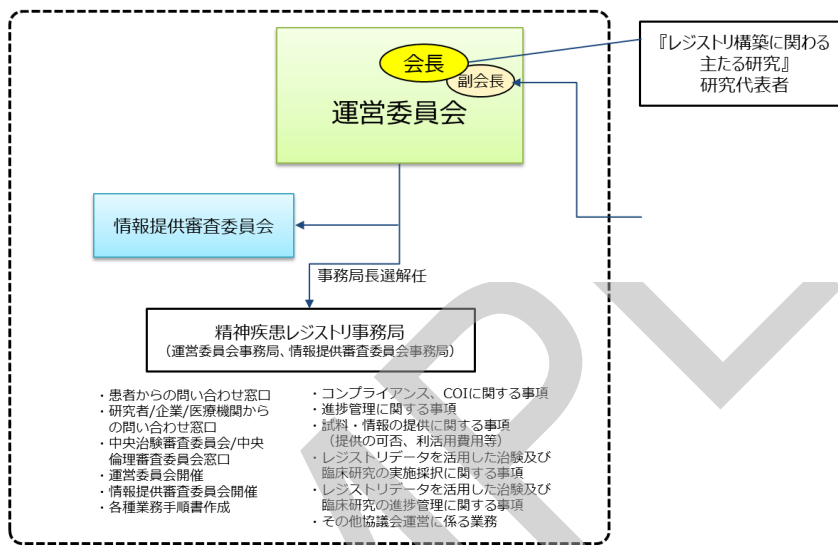 会長
副会長
運営委員会
『レジストリ構築に関わる
主たる研究』
研究代表者
情報提供審査委員会
事務局長選解任
精神疾患レジストリ事務局
（運営委員会事務局、情報提供審査委員会事務局）
・患者からの問い合わせ窓口
・研究者/企業/医療機関から
の問い合わせ窓口
・中央治験審査委員会/中央
倫理審査委員会窓口
・運営委員会開催
・情報提供審査委員会開催
・各種業務手順書作成
・コンプライアンス、COIに関する事項
・進捗管理に関する事項
・試料・情報の提供に関する事項
（提供の可否、利活用費用等）
・レジストリデータを活用した治験及び
臨床研究の実施採択に関する事項
・レジストリデータを活用した治験及び
臨床研究の進捗管理に関する事項
・その他協議会運営に係る業務